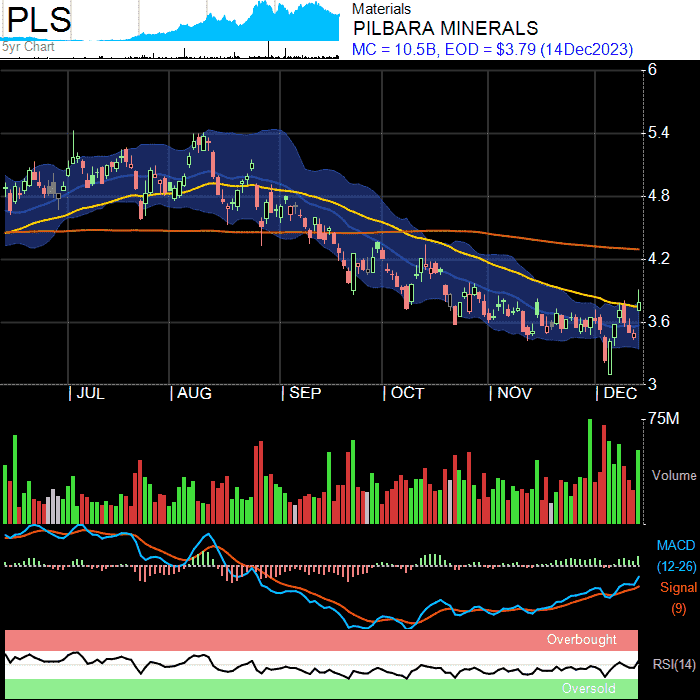 PLS
5yr Chart
Materials
PILBARA MINERALS
MC = 10.5B, EOD = $3.79 (14Dec2023)
6
5.4
4.8
4.2
3.6
3
JUL AUG SEP OCT NOV DEC
75M
Volume
MACD
(12-26)
Signal
(9)
Overbought
RSI(14)
Oversold